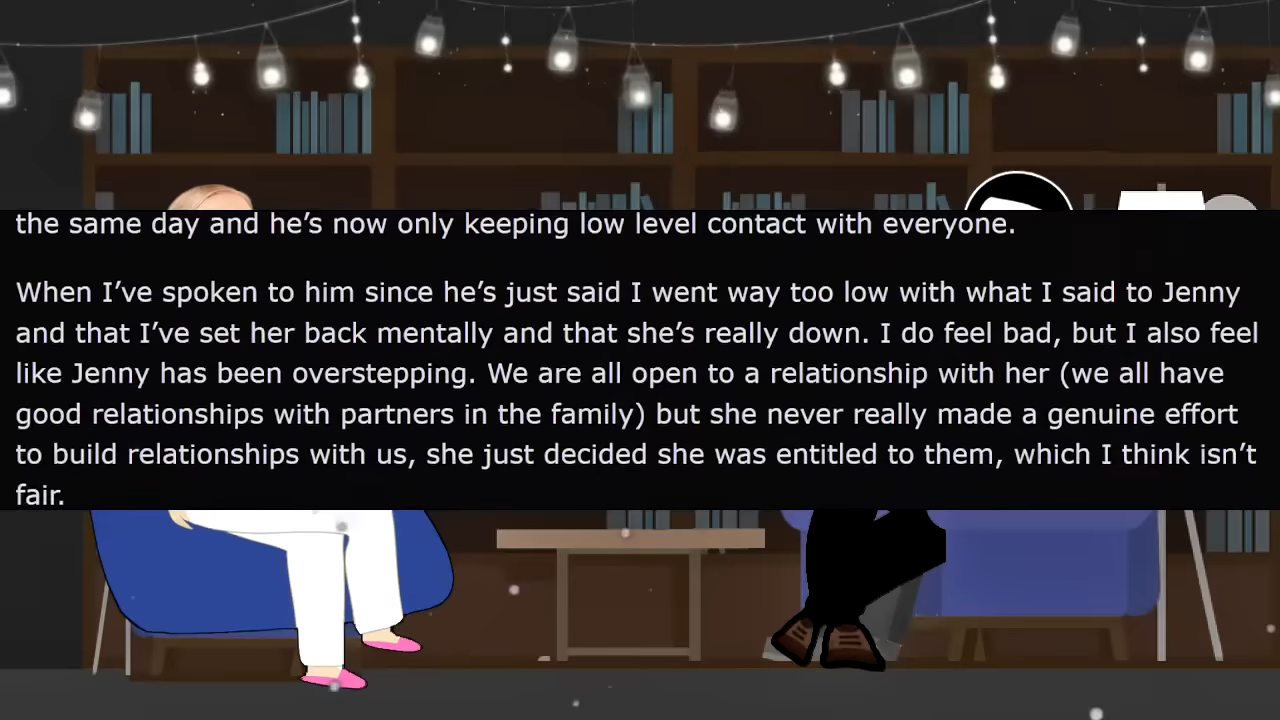 the same day and he’s now only keeping low level contact with everyone.
When I’ve spoken to him since he’s just said I went way too low with what I said to Jenny
and that I’ve set her back mentally and that she’s really down. I do feel bad, but I also feel
like Jenny has been overstepping. We are all open to a relationship with her (we all have
good relationships with partners in the family) but she never really made a genuine effort
to build relationships with us, she just decided she was entitled to them, which I think isn’t
fair.